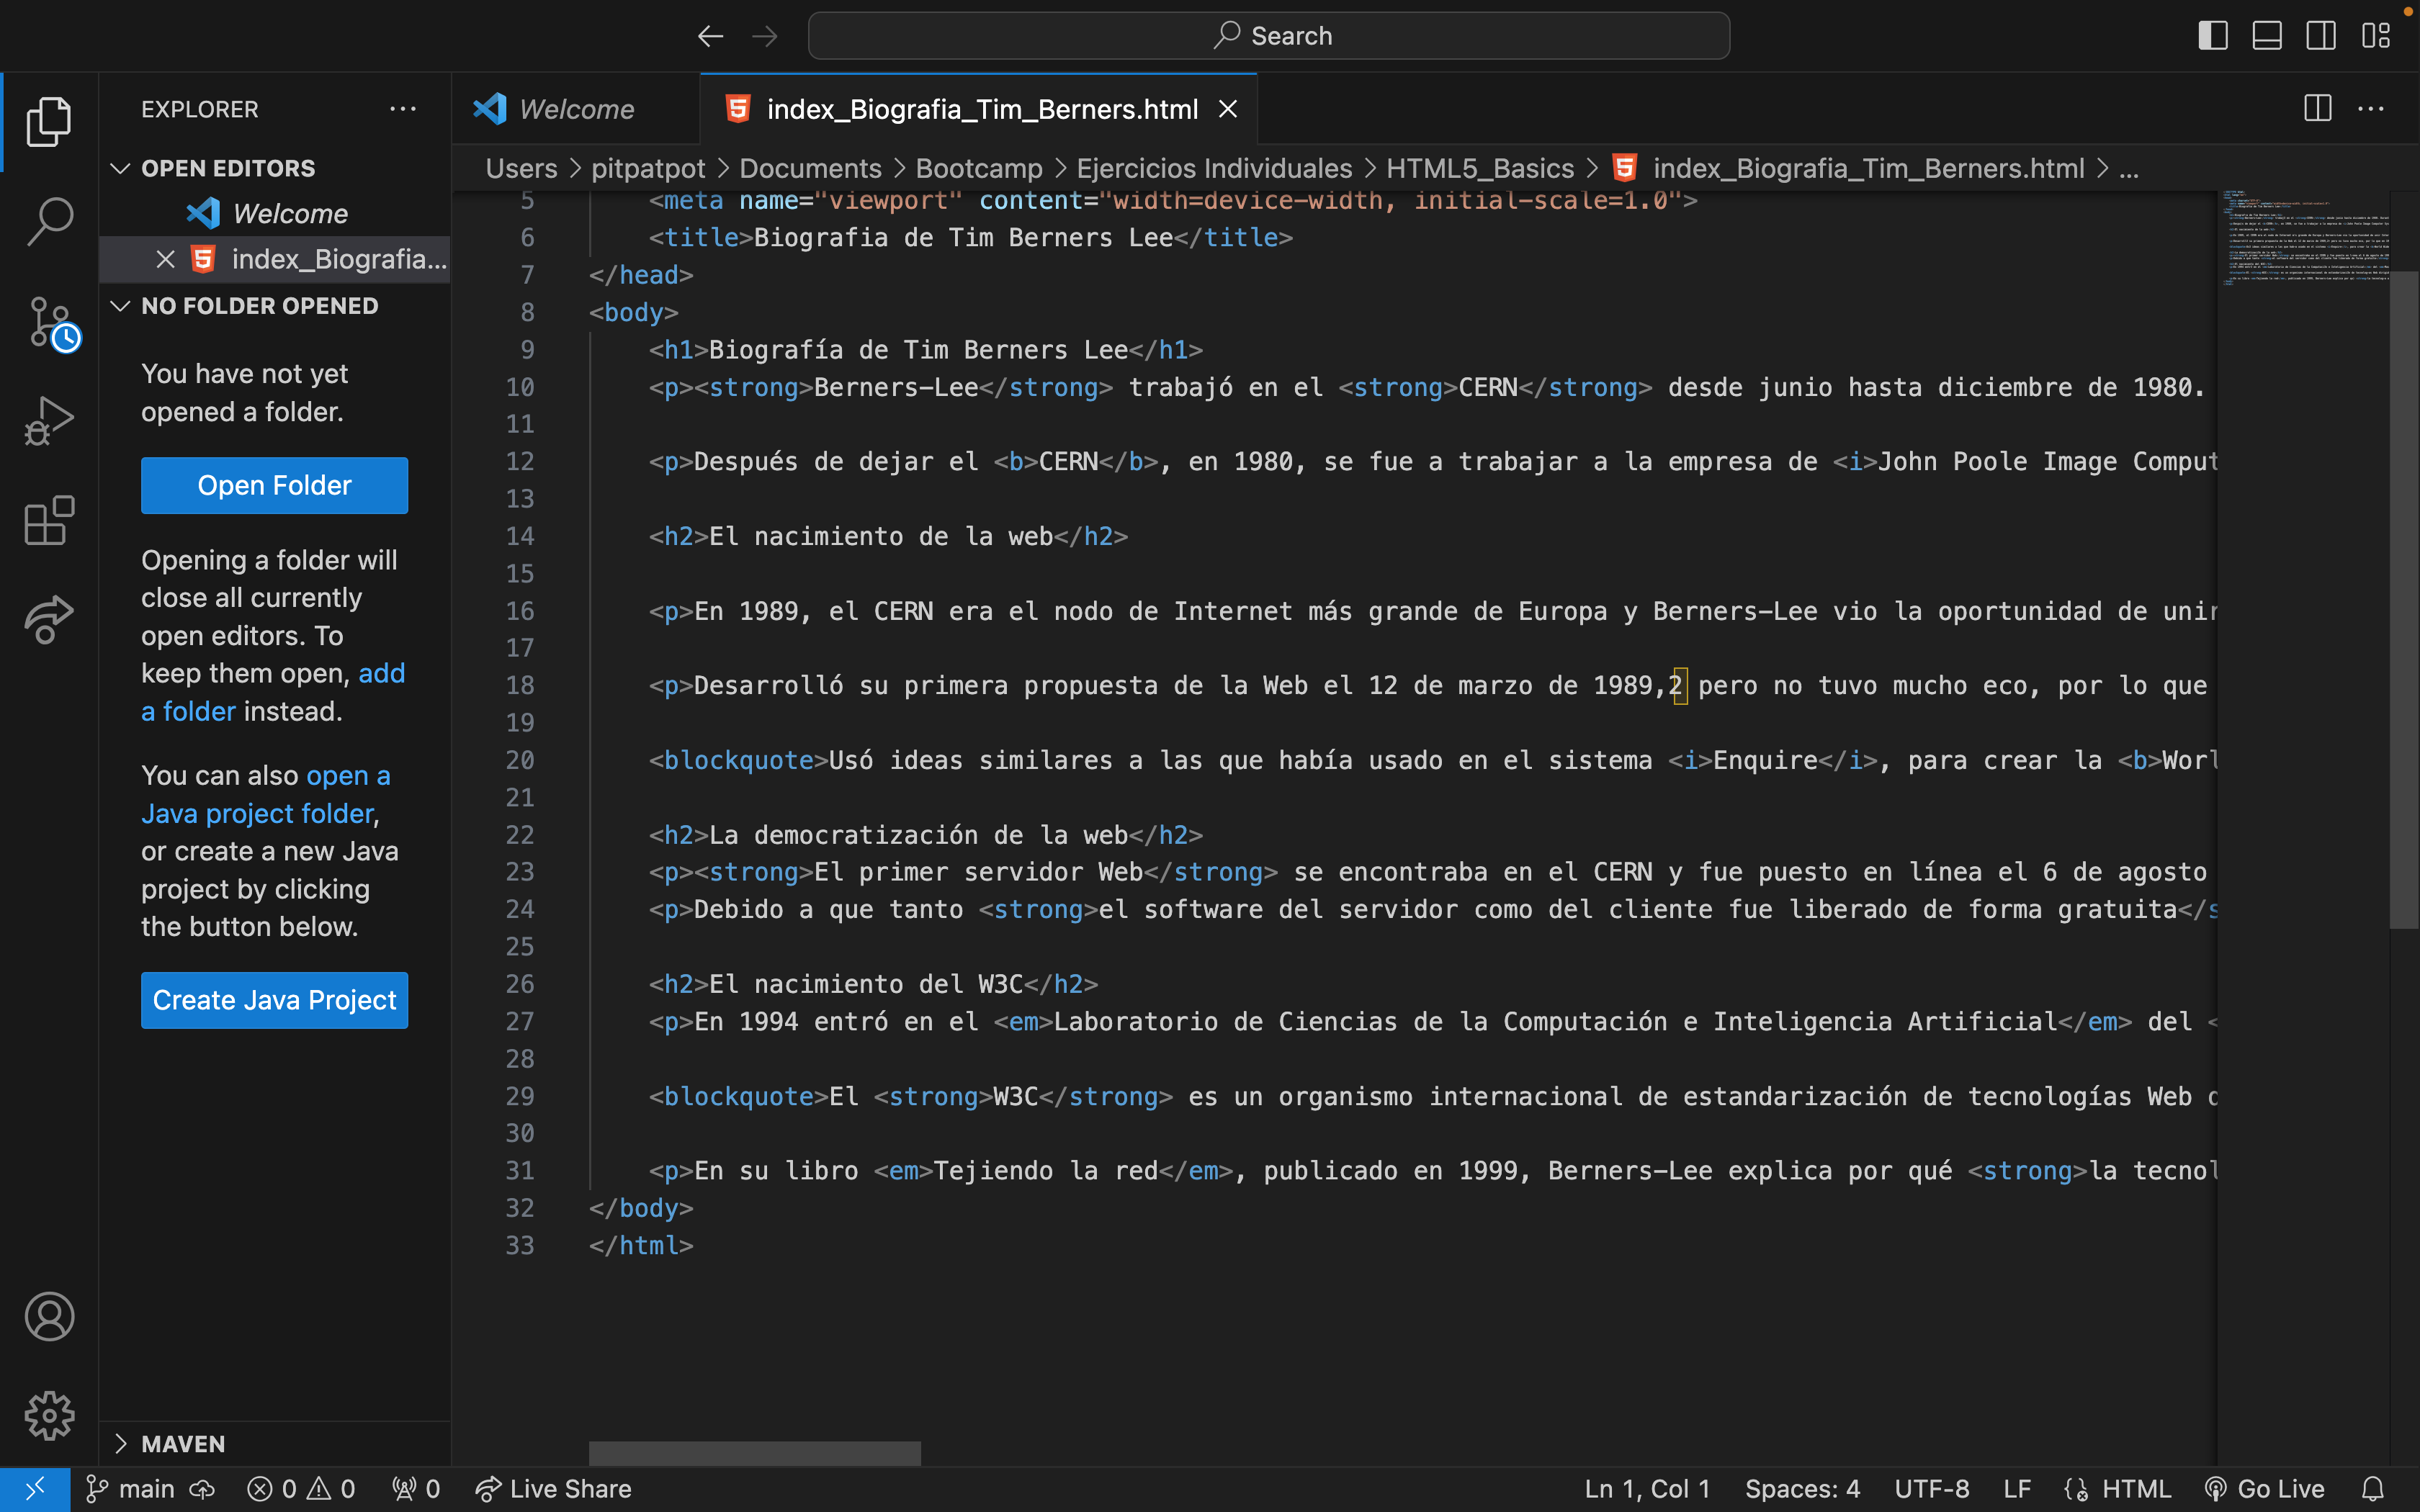 Search
EXPLORER
OPEN EDITORS
Welcome
index_Biografia...
NO FOLDER OPENED
You have not yet
opened a folder.
Open Folder
Opening a folder will
close all currently
open editors. To
keep them open, add
a folder instead.
You can also open a
Java project folder,
or create a new Java
project by clicking
the button below.
Create Java Project
MAVEN
Welcome
index_Biografia_Tim_Berners.html
Users > pitpatpot > Documents > Bootcamp > Ejercicios Individuales > HTML5_Basics > index_Biografia_Tim_Berners.html > ...
5 <meta name="viewport" content="width=device-width, initial-scale=1.0">
6 <title>Biografia de Tim Berners Lee</title>
7 </head>
8 <body>
9 <h1>Biografía de Tim Berners Lee</h1>
10 <p><strong>Berners-Lee</strong> trabajó en el <strong>CERN</strong> desde junio hasta diciembre de 1980.
11
12 <p>Después de dejar el <b>CERN</b>, en 1980, se fue a trabajar a la empresa de <i>John Poole Image Comput
13
14 <h2>El nacimiento de la web</h2>
15
16 <p>En 1989, el CERN era el nodo de Internet más grande de Europa y Berners-Lee vio la oportunidad de unir
17
18 <p>Desarrolló su primera propuesta de la Web el 12 de marzo de 1989,2 pero no tuvo mucho eco, por lo que
19
20 <blockquote>Usó ideas similares a las que había usado en el sistema <i>Enquire</i>, para crear la <b>Worl
21
22 <h2>La democratización de la web</h2>
23 <p><strong>El primer servidor Web</strong> se encontraba en el CERN y fue puesto en línea el 6 de agosto
24 <p>Debido a que tanto <strong>el software del servidor como del cliente fue liberado de forma gratuita</s
25
26 <h2>El nacimiento del W3C</h2>
27 <p>En 1994 entró en el <em>Laboratorio de Ciencias de la Computación e Inteligencia Artificial</em> del <
28
29 <blockquote>El <strong>W3C</strong> es un organismo internacional de estandarización de tecnologías Web
30
31 <p>En su libro <em>Tejiendo la red</em>, publicado en 1999, Berners-Lee explica por qué <strong>la tecnol
32 </body>
33 </html>
main 0 0 0 Live Share Ln 1, Col 1 Spaces: 4 UTF-8 LF HTML Go Live